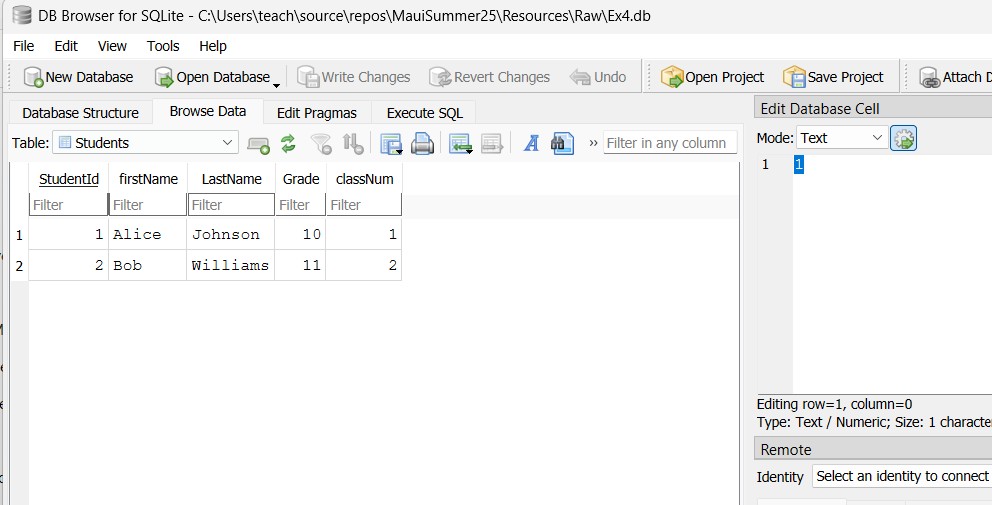 DB Browser for SQLite - C:\Users\teach\source\repos\MauiSummer25\Resources\Raw\Ex4.db
File Edit View Tools Help
New Database Open Database Write Changes Revert Changes Undo Open Project Save Project Attach D
Database Structure Browse Data Edit Pragmas Execute SQL
Table: Students » Filter in any column
StudentId firstName LastName Grade classNum
Filter Filter Filter Filter Filter
1 1 Alice Johnson 10 1
2 2 Bob Williams 11 2
Edit Database Cell
Mode: Text
1 1
Editing row=1, column=0
Type: Text / Numeric; Size: 1 characte
Remote
Identity Select an identity to connect